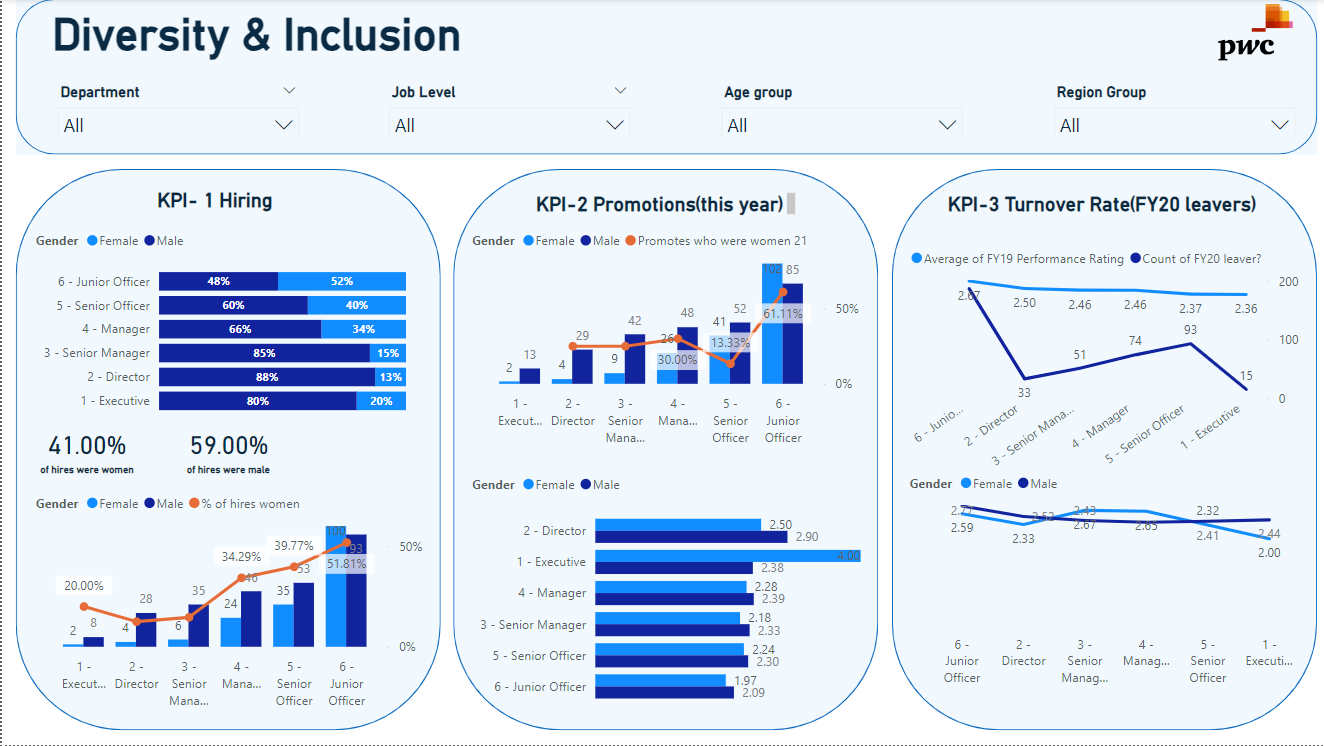 Diversity & Inclusion
pwc
Department
Job Level
Age group
Region Group
All
All
All
All
KPI- 1 Hiring
Gender Female Male
6 - Junior Officer 48% 52%
5 - Senior Officer 60% 40%
4 - Manager 66% 34%
3 - Senior Manager 85% 15%
2 - Director 88% 13%
1 - Executive 80% 20%
41.00%
of hires were women
59.00%
of hires were male
Gender Female Male % of hires women
109
93
50%
39.77%
34.29%
51.81%
46
53
20.00%
35
28
24
35
2 8
4
6
0%
1 - Execut...
2 - Director
3 - Senior Mana...
4 - Mana...
5 - Senior Officer
6 - Junior Officer
KPI-2 Promotions(this year)
Gender Female Male Promotes who were women 21
102 85
52
50%
48
61.11%
42
41
29
26
13.33%
13
9
30.00%
2
4
0%
1 - Execut...
2 - Director
3 - Senior Mana...
4 - Mana...
5 - Senior Officer
6 - Junior Officer
Gender Female Male
2 - Director 2.50 2.90
1 - Executive 4.00 2.38
4 - Manager 2.28 2.39
3 - Senior Manager 2.18 2.33
5 - Senior Officer 2.24 2.30
6 - Junior Officer 1.97 2.09
KPI-3 Turnover Rate(FY20 leavers)
Average of FY19 Performance Rating Count of FY20 leaver?
200
2.67 2.50 2.46 2.46 2.37 2.36
93
100
74
51
15
33
0
6 - Junio...
2 - Director
3 - Senior Mana...
4 - Manager
5 - Senior Officer
1 - Executive
Gender Female Male
2.52 2.43 2.32
2.59 2.67 2.65 2.44
2.33 2.41
2.00
6 - Junior Officer
2 - Director
3 - Senior Manag...
4 - Manag...
5 - Senior Officer
1 - Executi...